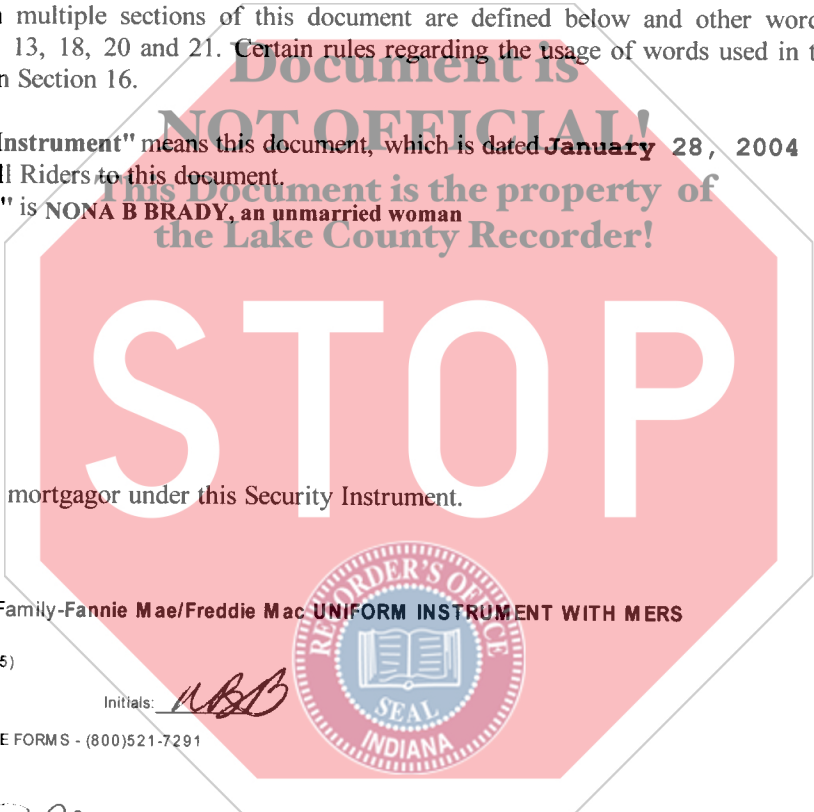 multiple sections of this document are defined below and other
13, 18, 20 and 21. Certain rules regarding the usage of words used in
Section 16.
Document is
NOT OFFICIAL!
Instrument" means this document, which is dated January 28, 2004
Riders to this document.
This Document is the property of
" is NONA B BRADY, an unmarried woman
the Lake County Recorder!
STOP
mortgagor under this Security Instrument.
Family-Fannie Mae/Freddie Mac UNIFORM INSTRUMENT WITH MERS
5)
Initials: NBB
FORMS - (800)521-7291
RECORDER'S OFFICE
SEAL
INDIANA